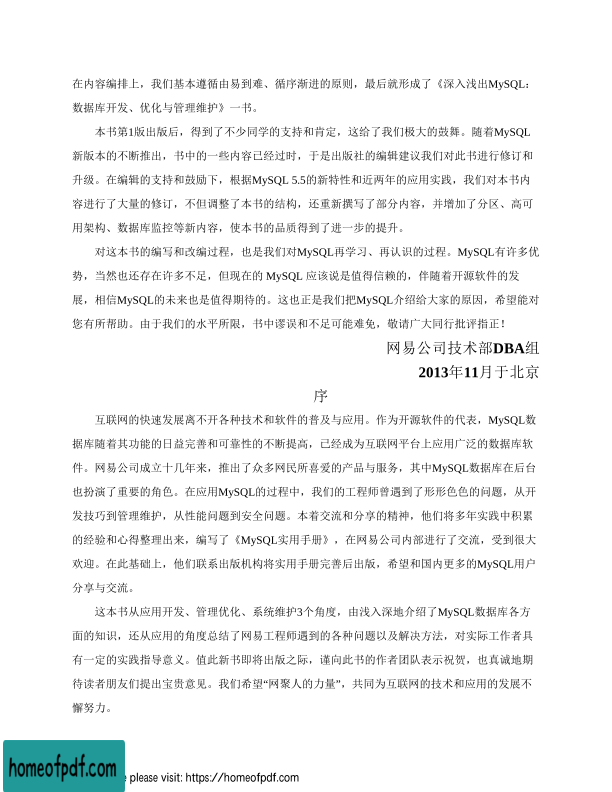 在内容编排上，我们基本遵循由易到难、循序渐进的原则，最后就形成了《深入浅出MySQL：
数据库开发、优化与管理维护》一书。
本书第1版出版后，得到了不少同学的支持和肯定，这给了我们极大的鼓舞。随着MySQL
新版本的不断推出，书中的一些内容已经过时，于是出版社的编辑建议我们对此书进行修订和
升级。在编辑的支持和鼓励下，根据MySQL 5.5的新特性和近两年的应用实践，我们对本书内
容进行了大量的修订，不但调整了本书的结构，还重新撰写了部分内容，并增加了分区、高可
用架构、数据库监控等新内容，使本书的品质得到了进一步的提升。
对这本书的编写和改编过程，也是我们对MySQL再学习、再认识的过程。MySQL有许多优
势，当然也还存在许多不足，但现在的 MySQL 应该说是值得信赖的，伴随着开源软件的发
展，相信MySQL的未来也是值得期待的。这也正是我们把MySQL介绍给大家的原因，希望能对
您有所帮助。由于我们的水平所限，书中谬误和不足可能难免，敬请广大同行批评指正！
网易公司技术部DBA组
2013年11月于北京
序
互联网的快速发展离不开各种技术和软件的普及与应用。作为开源软件的代表，MySQL数
据库随着其功能的日益完善和可靠性的不断提高，已经成为互联网平台上应用广泛的数据库软
件。网易公司成立十几年来，推出了众多网民所喜爱的产品与服务，其中MySQL数据库在后台
也扮演了重要的角色。在应用MySQL的过程中，我们的工程师曾遇到了形形色色的问题，从开
发技巧到管理维护，从性能问题到安全问题。本着交流和分享的精神，他们将多年实践中积累
的经验和心得整理出来，编写了《MySQL实用手册》，在网易公司内部进行了交流，受到很大
欢迎。在此基础上，他们联系出版机构将实用手册完善后出版，希望和国内更多的MySQL用户
分享与交流。
这本书从应用开发、管理优化、系统维护3个角度，由浅入深地介绍了MySQL数据库各方
面的知识，还从应用的角度总结了网易工程师遇到的各种问题以及解决方法，对实际工作者具
有一定的实践指导意义。值此新书即将出版之际，谨向此书的作者团队表示祝贺，也真诚地期
待读者朋友们提出宝贵意见。我们希望“网聚人的力量”，共同为互联网的技术和应用的发展不
懈努力。
homeofpdf.com
e please visit: https://homeofpdf.com